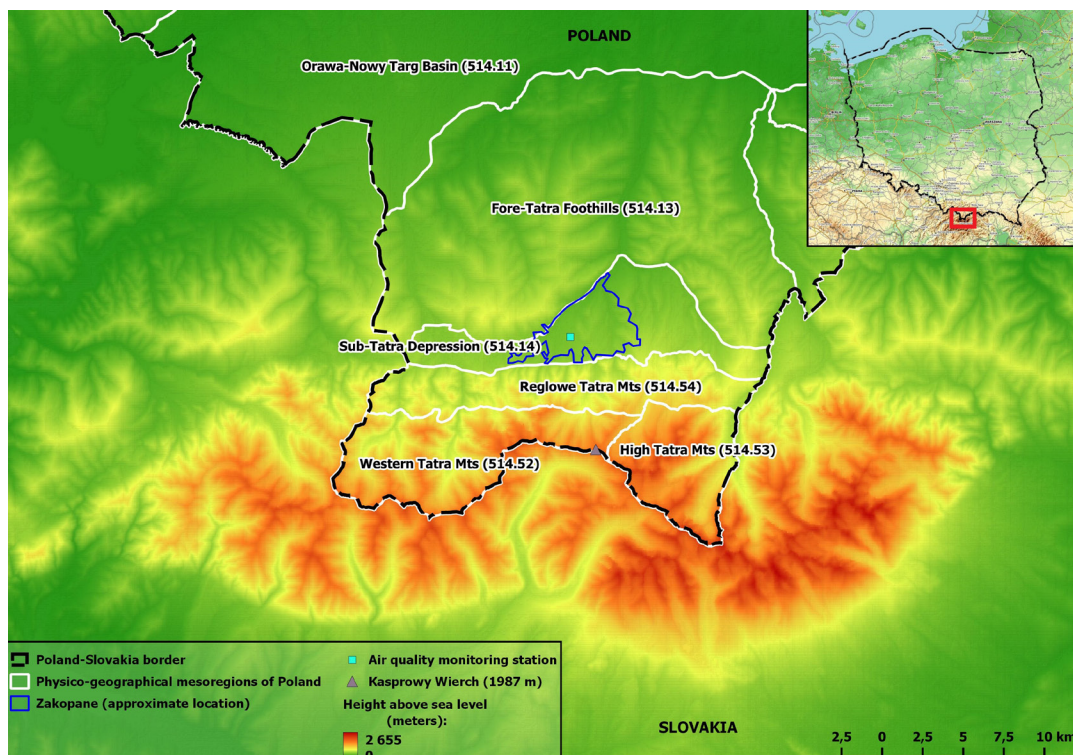 POLAND
Orawa-Nowy Targ Basin (514.11)
Fore-Tatra Foothills (514.13)
Sub-Tatra Depression (514.14)
Reglowe Tatra Mts (514.54)
Western Tatra Mts (514.52)
High Tatra Mts (514.53)
Poland-Slovakia border
Physico-geographical mesoregions of Poland
Zakopane (approximate location)
Air quality monitoring station
Kasprowy Wierch (1987 m)
Height above sea level
(meters):
2 655
0
SLOVAKIA
2,5 0 2,5 5 7,5 10 km